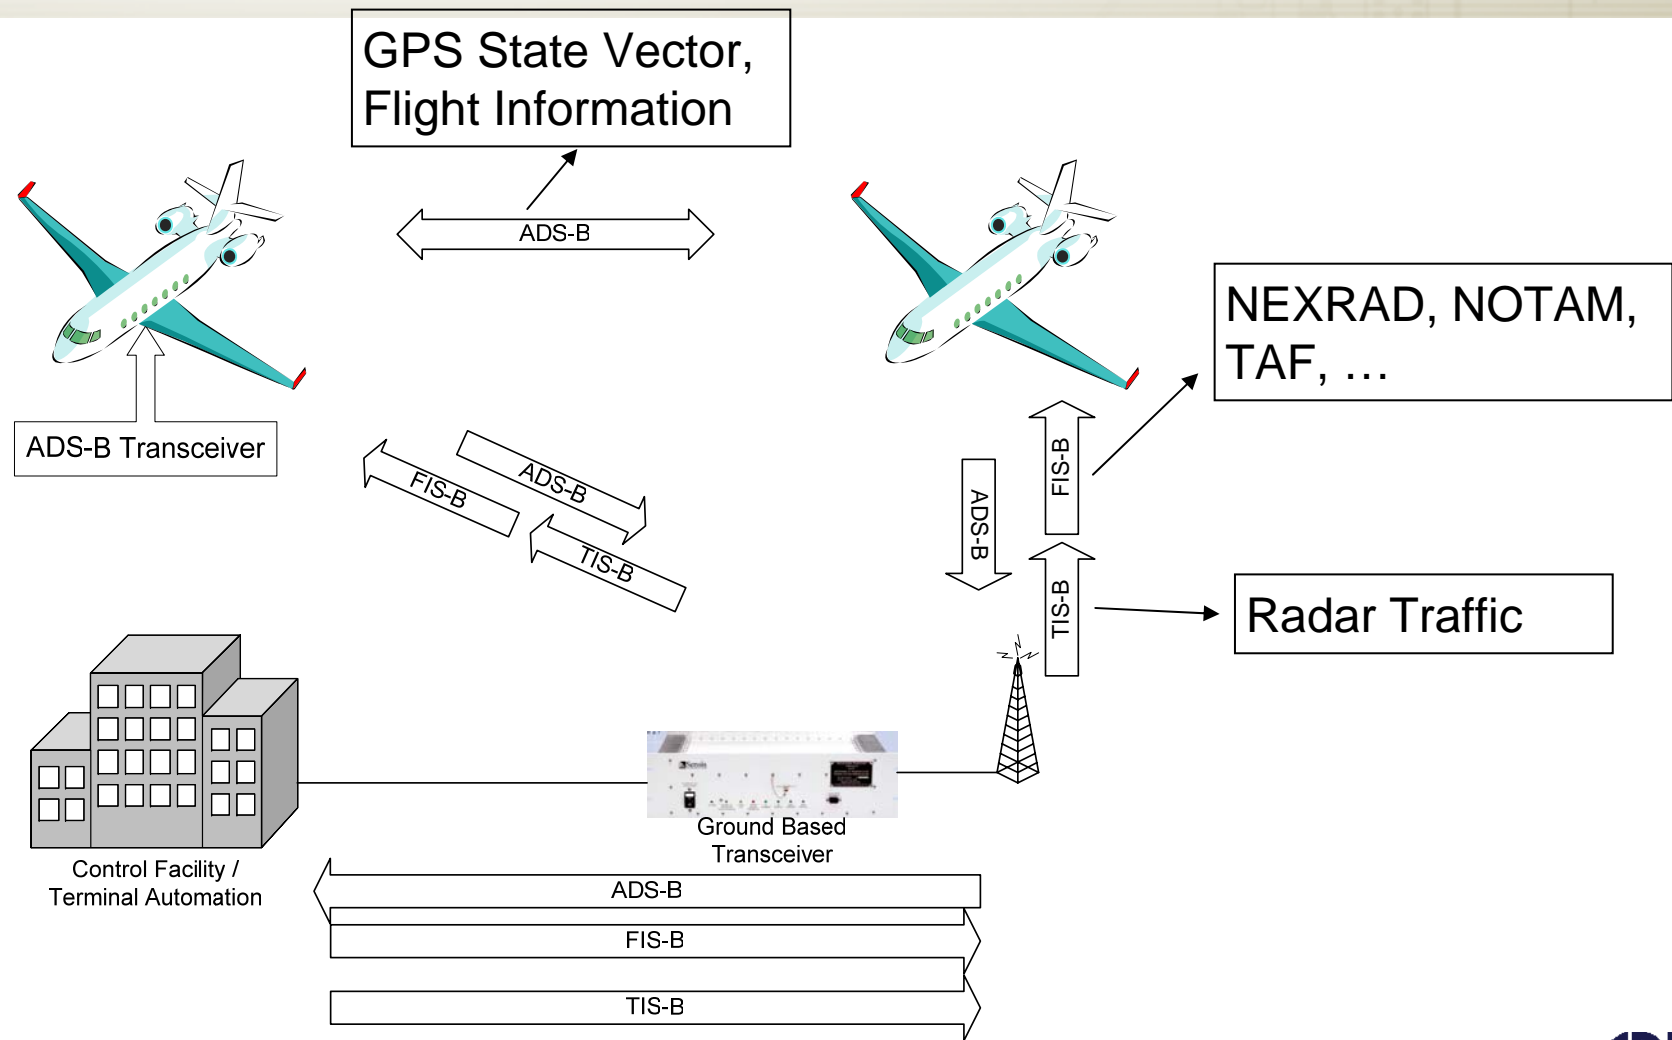 GPS State Vector,
Flight Information
ADS-B
NEXRAD, NOTAM,
TAF, …
ADS-B Transceiver
ADS-B
FIS-B
TIS-B
ADS-B
FIS-B
TIS-B
Radar Traffic
Sensis
Ground Based
Transceiver
Control Facility /
Terminal Automation
ADS-B
FIS-B
TIS-B